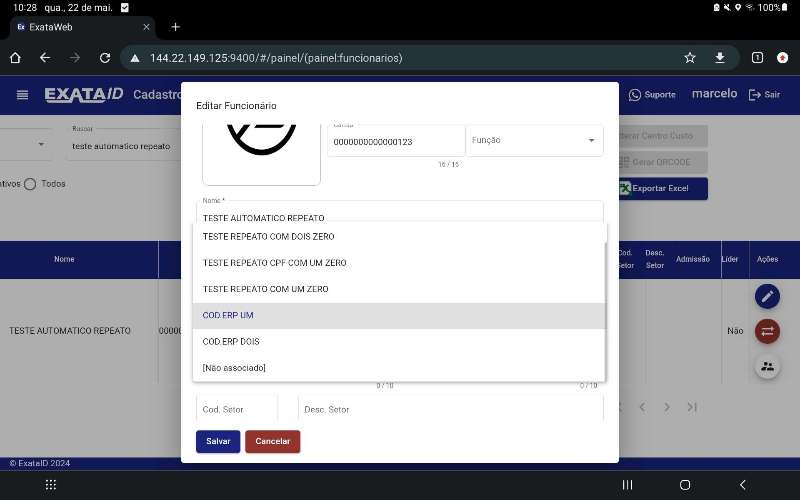 10:28 qua., 22 de mai.
100%
Ex ExataWeb
144.22.149.125:9400/#/painel/(painel:funcionarios)
1
EXATAID Cadastro
Suporte
marcelo
Sair
Editar Funcionário
Buscar
teste automatico repeato
0000000000000123
Função
16 / 16
Centro Custo
Gerar QRCODE
Todos
Exportar Excel
Nome *
TESTE AUTOMATICO REPEATO
TESTE REPEATO COM DOIS ZERO
TESTE REPEATO CPF COM UM ZERO
TESTE REPEATO COM UM ZERO
COD.ERP UM
COD.ERP DOIS
[Não associado]
Nome
Cod. Setor
Desc. Setor
Admissão
Líder
Ações
TESTE AUTOMATICO REPEATO
00000
Não
0 / 10
0 / 10
Cod. Setor
Desc. Setor
Salvar
Cancelar
© ExataID 2024